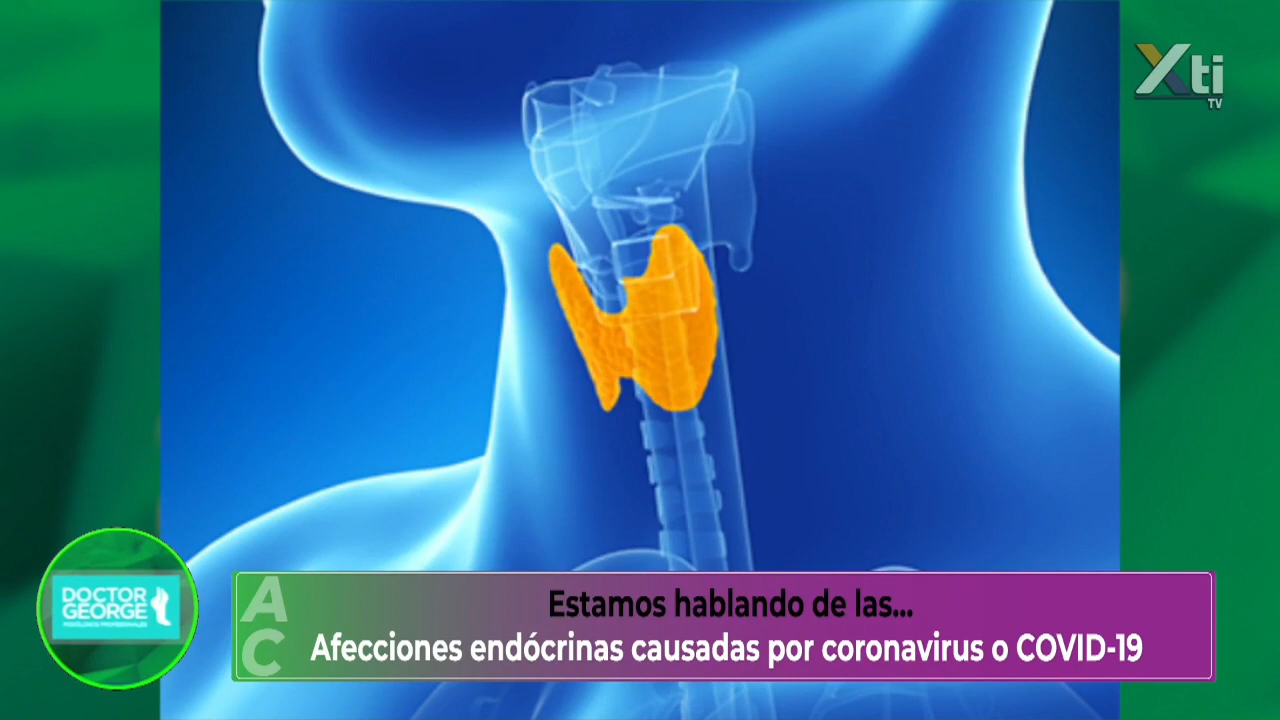 Xti
TV
DOCTOR
GEORGE
AC
Estamos hablando de las...
Afecciones endócrinas causadas por coronavirus o COVID-19